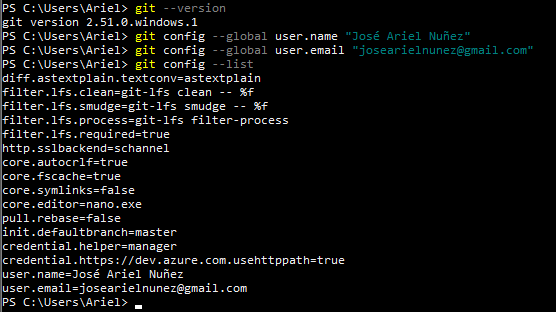 PS C:\Users\Ariel> git --version
git version 2.51.0.windows.1
PS C:\Users\Ariel> git config --global user.name "José Ariel Nuñez"
PS C:\Users\Ariel> git config --global user.email "josearielnunez@gmail.com"
PS C:\Users\Ariel> git config --list
diff.astextplain.textconv=astextplain
filter.lfs.clean=git-lfs clean -- %f
filter.lfs.smudge=git-lfs smudge -- %f
filter.lfs.process=git-lfs filter-process
filter.lfs.required=true
http.sslbackend=schannel
core.autocrlf=true
core.fscache=true
core.symlinks=false
core.editor=nano.exe
pull.rebase=false
init.defaultbranch=master
credential.helper=manager
credential.https://dev.azure.com.usehttppath=true
user.name=José Ariel Nuñez
user.email=josearielnunez@gmail.com
PS C:\Users\Ariel>